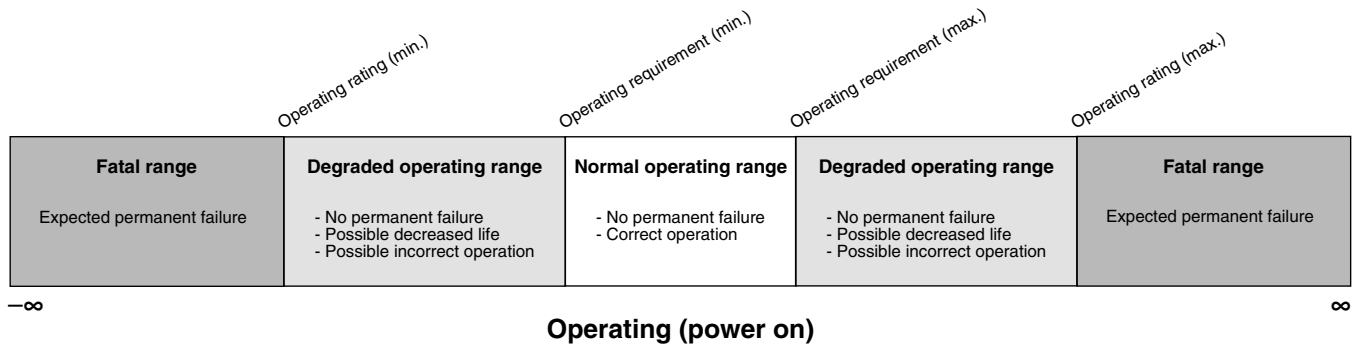 Operating rating (min.)
Operating requirement (min.)
Operating requirement (max.)
Operating rating (max.)
Fatal range
Expected permanent failure
Degraded operating range
- No permanent failure
- Possible decreased life
- Possible incorrect operation
Normal operating range
- No permanent failure
- Correct operation
Degraded operating range
- No permanent failure
- Possible decreased life
- Possible incorrect operation
Fatal range
Expected permanent failure
–∞
∞
Operating (power on)